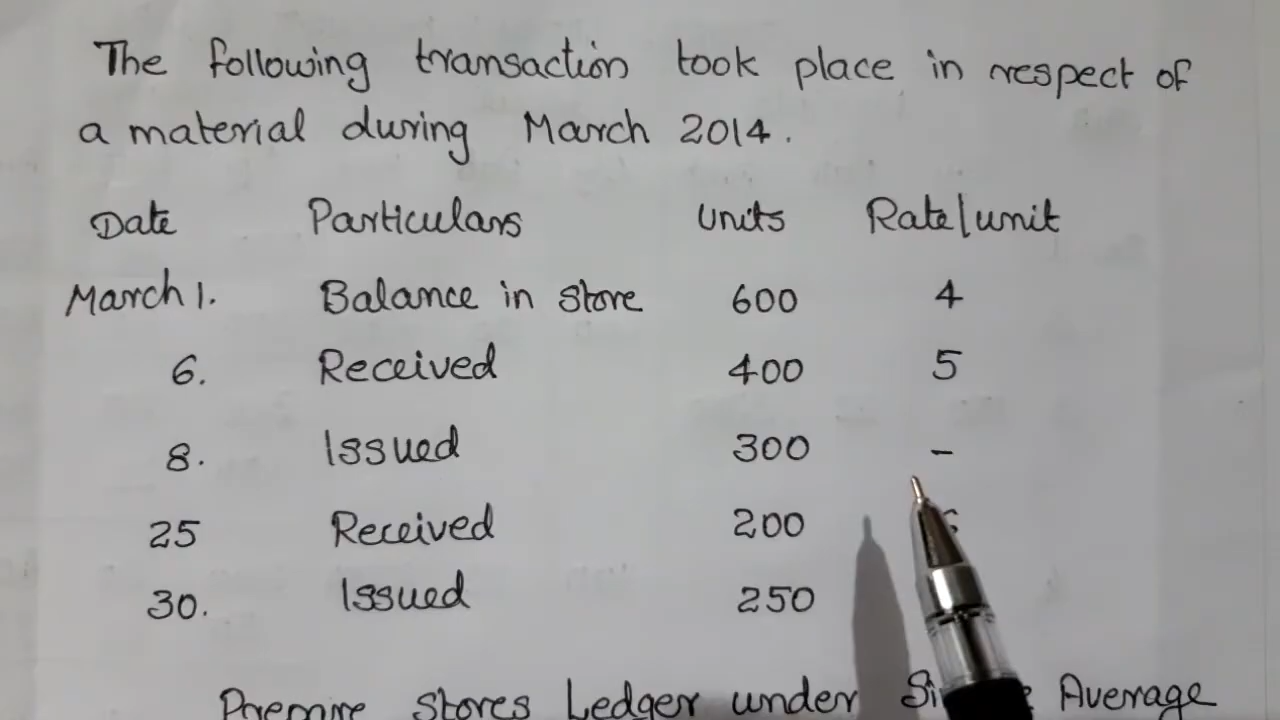 The following transaction took place in respect of
a material during March 2014.
Date Particulars Units Rate/unit
March 1. Balance in store 600 4
6. Received 400 5
8. Issued 300 -
25 Received 200
30. Issued 250
Prepare Stores Ledger under Average